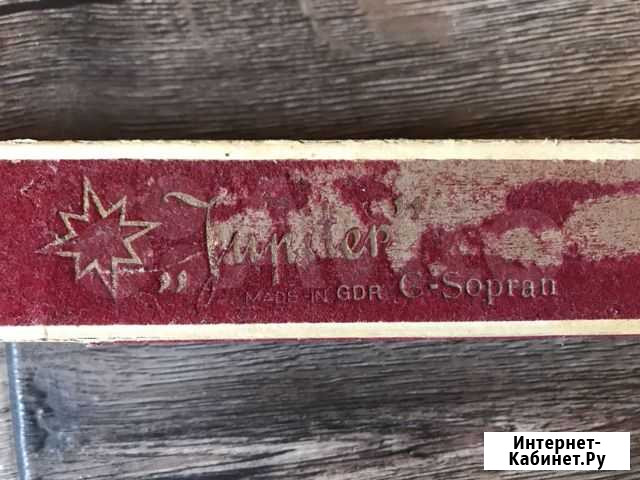 „Jupiter“
MADE IN GDR C-Sopran
Интернет-
Кабинет.Ру